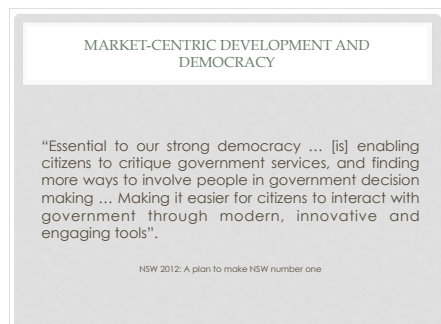 MARKET-CENTRIC DEVELOPMENT AND
DEMOCRACY
“Essential to our strong democracy … [is] enabling
citizens to critique government services, and finding
more ways to involve people in government decision
making … Making it easier for citizens to interact with
government through modern, innovative and
engaging tools”.
NSW 2012: A plan to make NSW number one